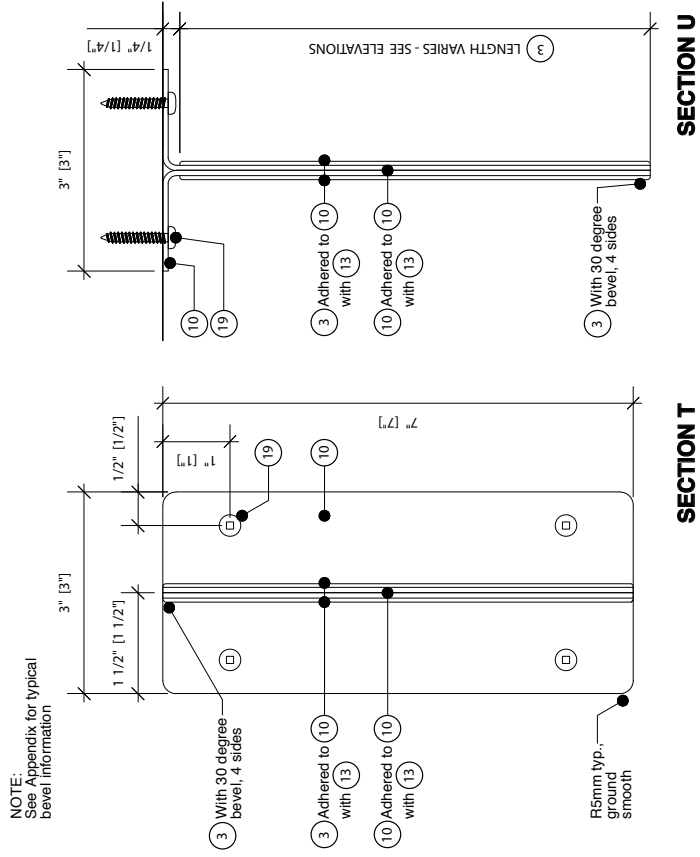 NOTE:
See Appendix for typical
bevel information
3" [3"]
1 1/2" [1 1/2"]
1/2" [1/2"]
1" [1"]
7" [7"]
19
10
3 With 30 degree
bevel, 4 sides
3 Adhered to 10
with 13
10 Adhered to 10
with 13
R5mm typ.,
ground
smooth
SECTION T
3" [3"]
1/4" [1/4"]
3 LENGTH VARIES - SEE ELEVATIONS
10
19
3 Adhered to 10
with 13
10 Adhered to 10
with 13
3 With 30 degree
bevel, 4 sides
SECTION U